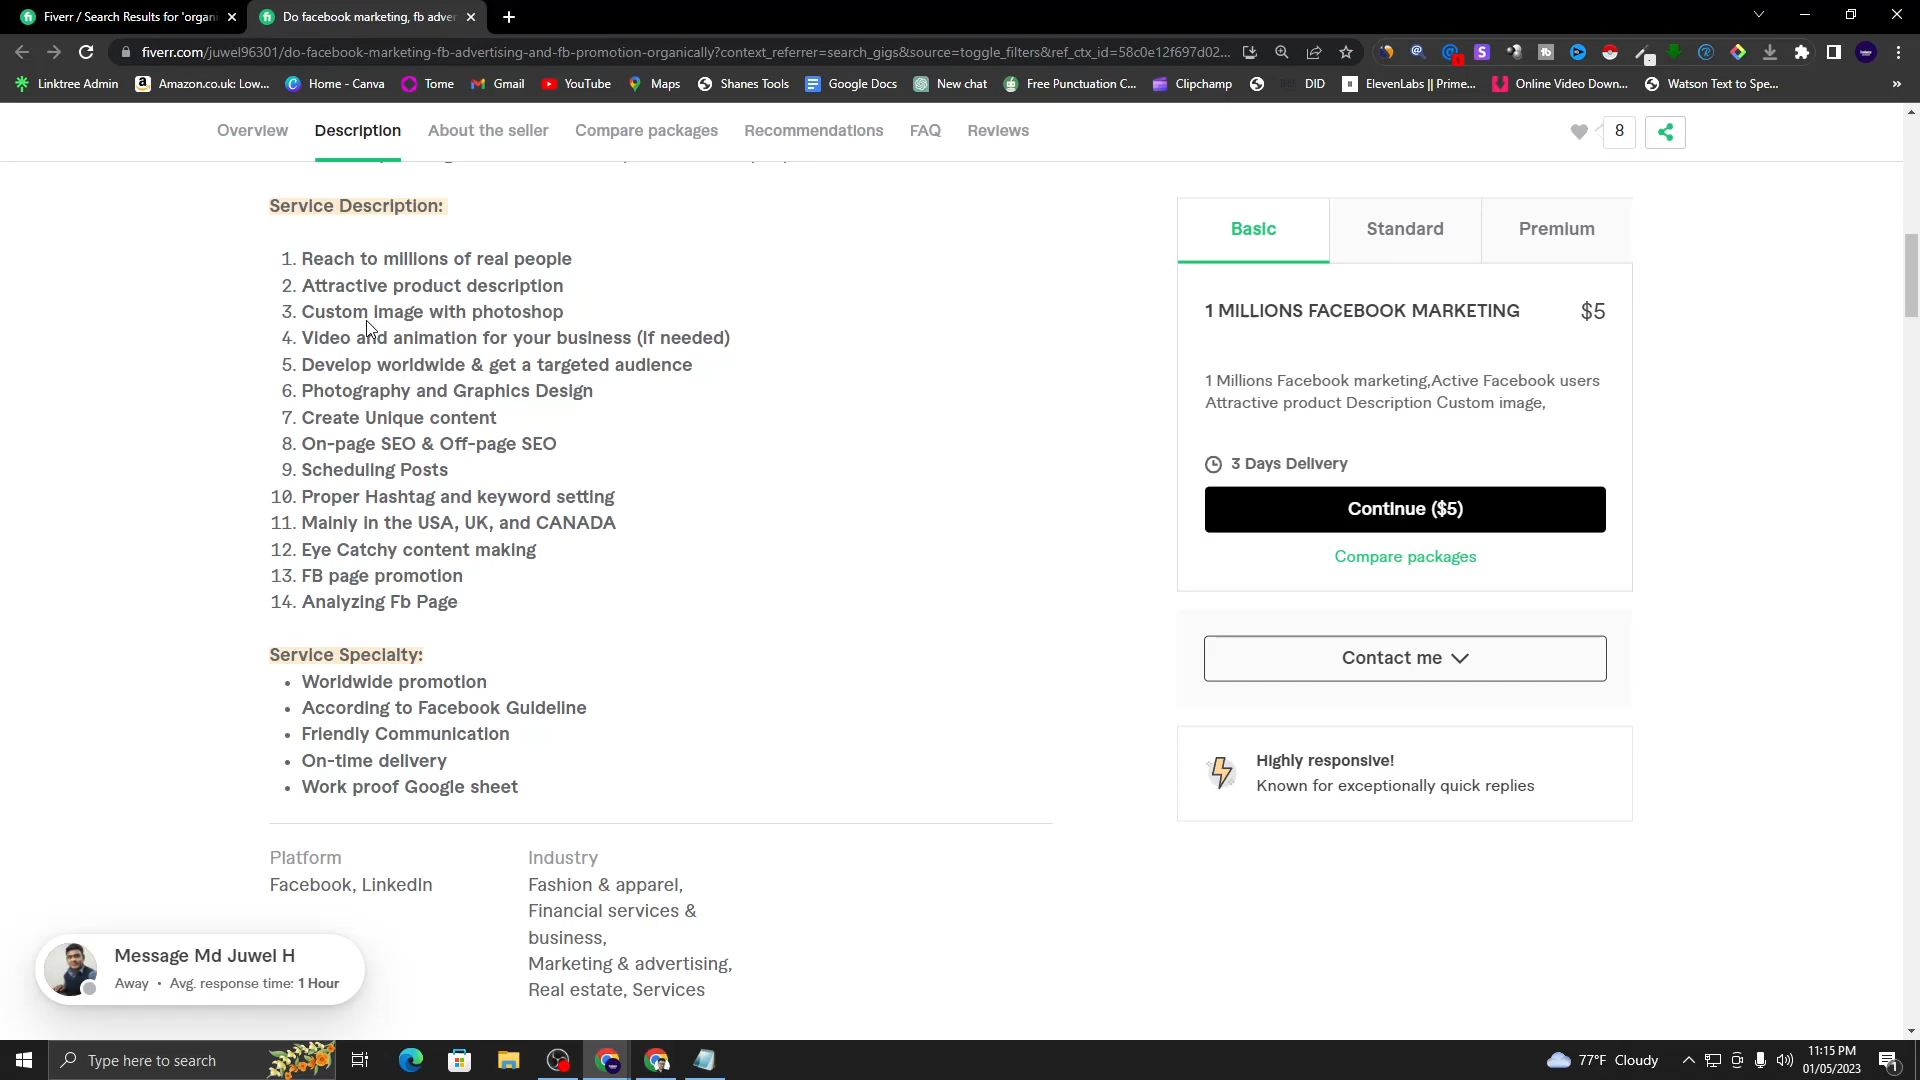 Fiverr / Search Results for 'organi
Do facebook marketing, fb adver
fiverr.com/juwel96301/do-facebook-marketing-fb-advertising-and-fb-promotion-organically?context_referrer=search_gigs&source=toggle_filters&ref_ctx_id=58c0e12f697d02...
Linktree Admin
Amazon.co.uk: Low...
Home - Canva
Tome
Gmail
YouTube
Maps
Shanes Tools
Google Docs
New chat
Free Punctuation C...
Clipchamp
DID
ElevenLabs || Prime...
Online Video Down...
Watson Text to Spe...
»
Overview
Description
About the seller
Compare packages
Recommendations
FAQ
Reviews
8
Service Description:
1. Reach to millions of real people
2. Attractive product description
3. Custom image with photoshop
4. Video and animation for your business (If needed)
5. Develop worldwide & get a targeted audience
6. Photography and Graphics Design
7. Create Unique content
8. On-page SEO & Off-page SEO
9. Scheduling Posts
10. Proper Hashtag and keyword setting
11. Mainly in the USA, UK, and CANADA
12. Eye Catchy content making
13. FB page promotion
14. Analyzing Fb Page
Service Specialty:
• Worldwide promotion
• According to Facebook Guideline
• Friendly Communication
• On-time delivery
• Work proof Google sheet
Platform
Facebook, LinkedIn
Industry
Fashion & apparel,
Financial services &
business,
Marketing & advertising,
Real estate, Services
Basic
Standard
Premium
1 MILLIONS FACEBOOK MARKETING
$5
1 Millions Facebook marketing,Active Facebook users
Attractive product Description Custom image,
3 Days Delivery
Continue ($5)
Compare packages
Contact me
Highly responsive!
Known for exceptionally quick replies
Message Md Juwel H
Away • Avg. response time: 1 Hour
Type here to search
77°F Cloudy
11:15 PM
01/05/2023
1